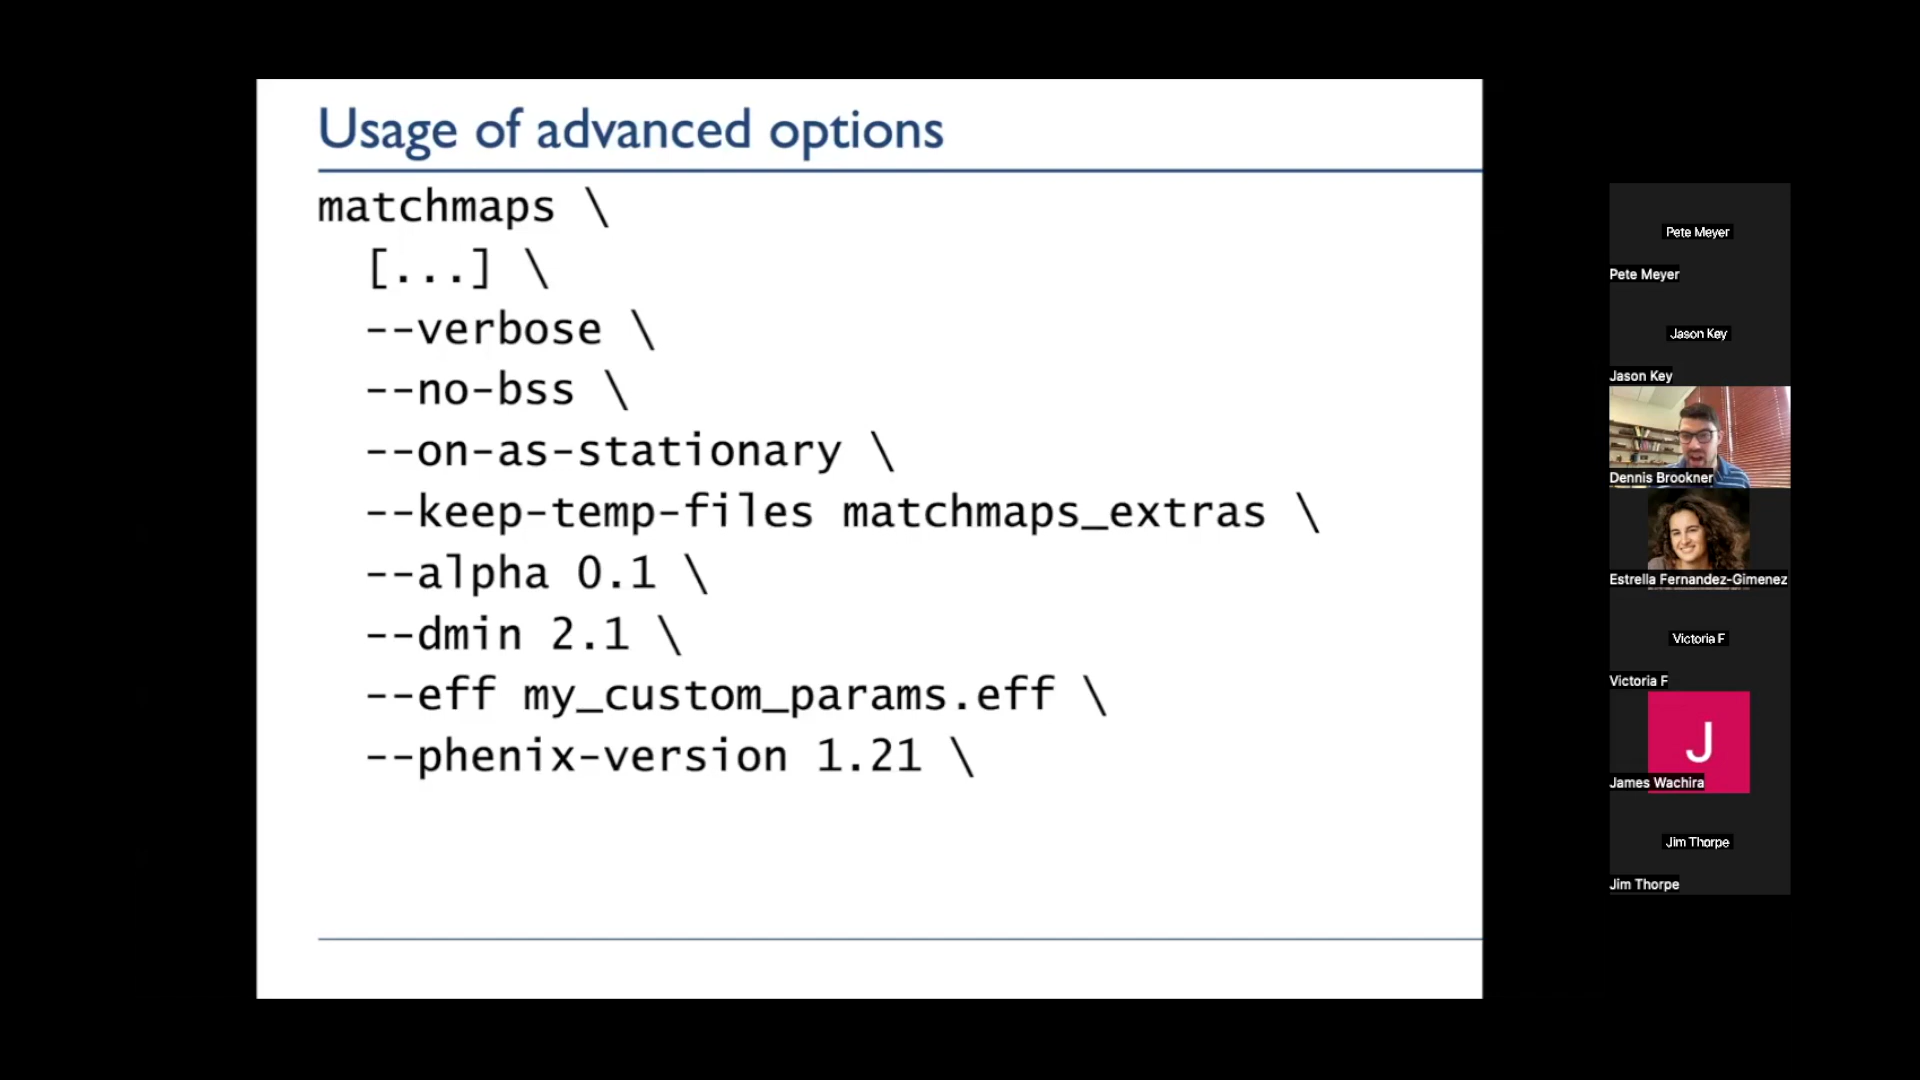 Usage of advanced options
matchmaps \
[...] \
--verbose \
--no-bss \
--on-as-stationary \
--keep-temp-files matchmaps_extras \
--alpha 0.1 \
--dmin 2.1 \
--eff my_custom_params.eff \
--phenix-version 1.21 \
Pete Meyer
Pete Meyer
Jason Key
Jason Key
Dennis Brookner
Estrella Fernandez-Gimenez
Victoria F
Victoria F
J
James Wachira
Jim Thorpe
Jim Thorpe